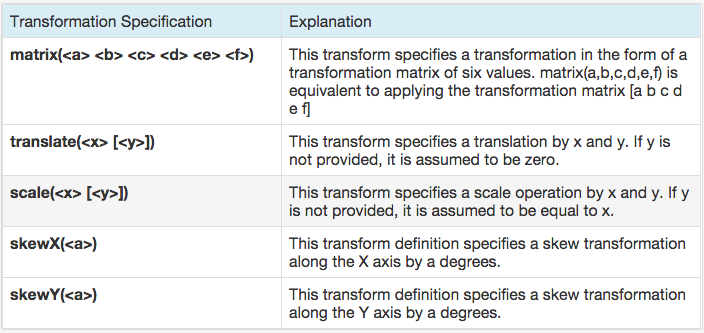 Transformation Specification
Explanation
matrix(<a> <b> <c> <d> <e> <f>)
This transform specifies a transformation in the form of a
transformation matrix of six values. matrix(a,b,c,d,e,f) is
equivalent to applying the transformation matrix [a b c d
e f]
translate(<x> [<y>])
This transform specifies a translation by x and y. If y is
not provided, it is assumed to be zero.
scale(<x> [<y>])
This transform specifies a scale operation by x and y. If y
is not provided, it is assumed to be equal to x.
skewX(<a>)
This transform definition specifies a skew transformation
along the X axis by a degrees.
skewY(<a>)
This transform definition specifies a skew transformation
along the Y axis by a degrees.